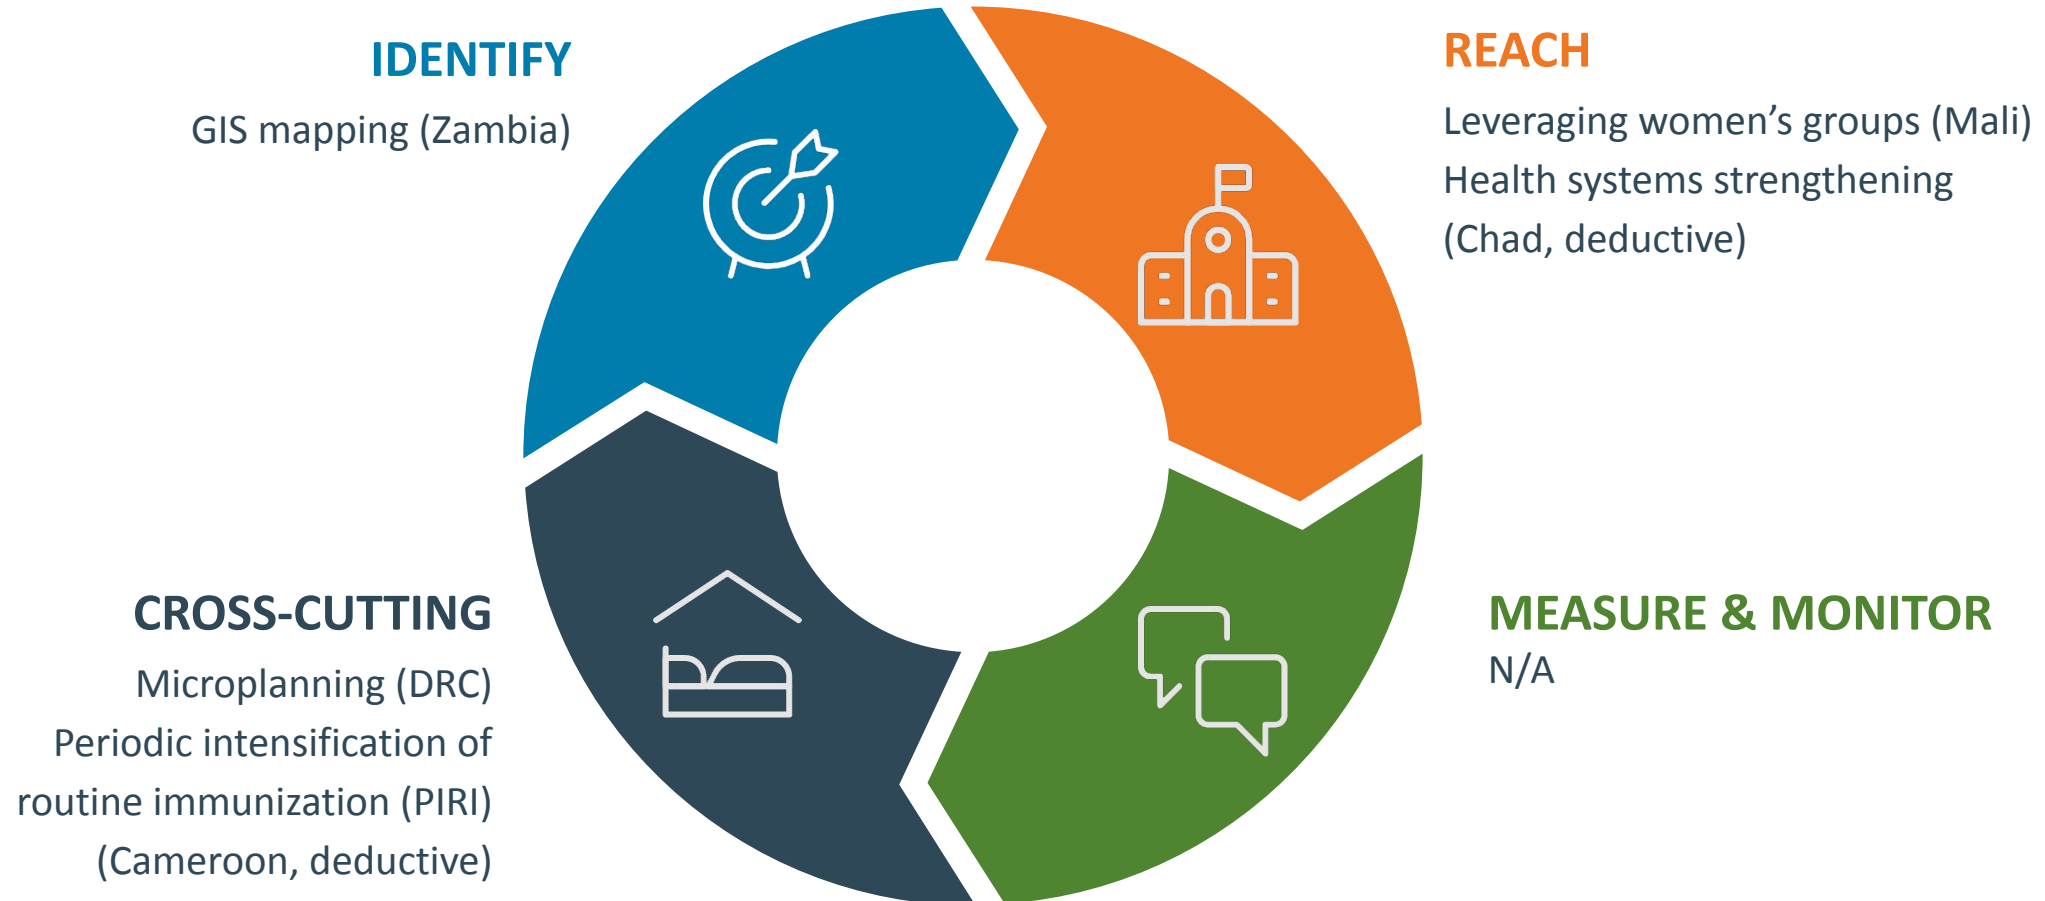 IDENTIFY
GIS mapping (Zambia)
REACH
Leveraging women’s groups (Mali)
Health systems strengthening
(Chad, deductive)
CROSS-CUTTING
Microplanning (DRC)
Periodic intensification of
routine immunization (PIRI)
(Cameroon, deductive)
MEASURE & MONITOR
N/A